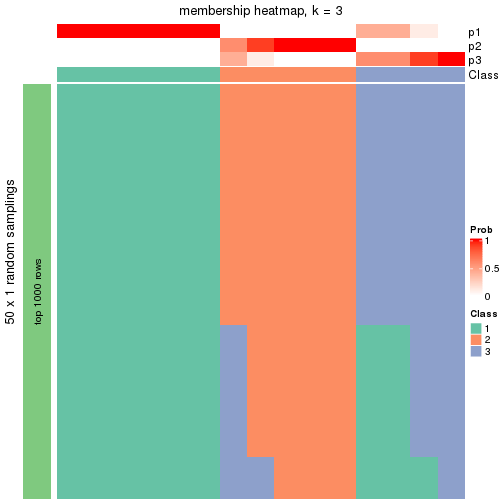 membership heatmap, k = 3
p1
p2
p3
Class
50 x 1 random samplings
top 1000 rows
Prob
1
0.5
0
Class
1
2
3